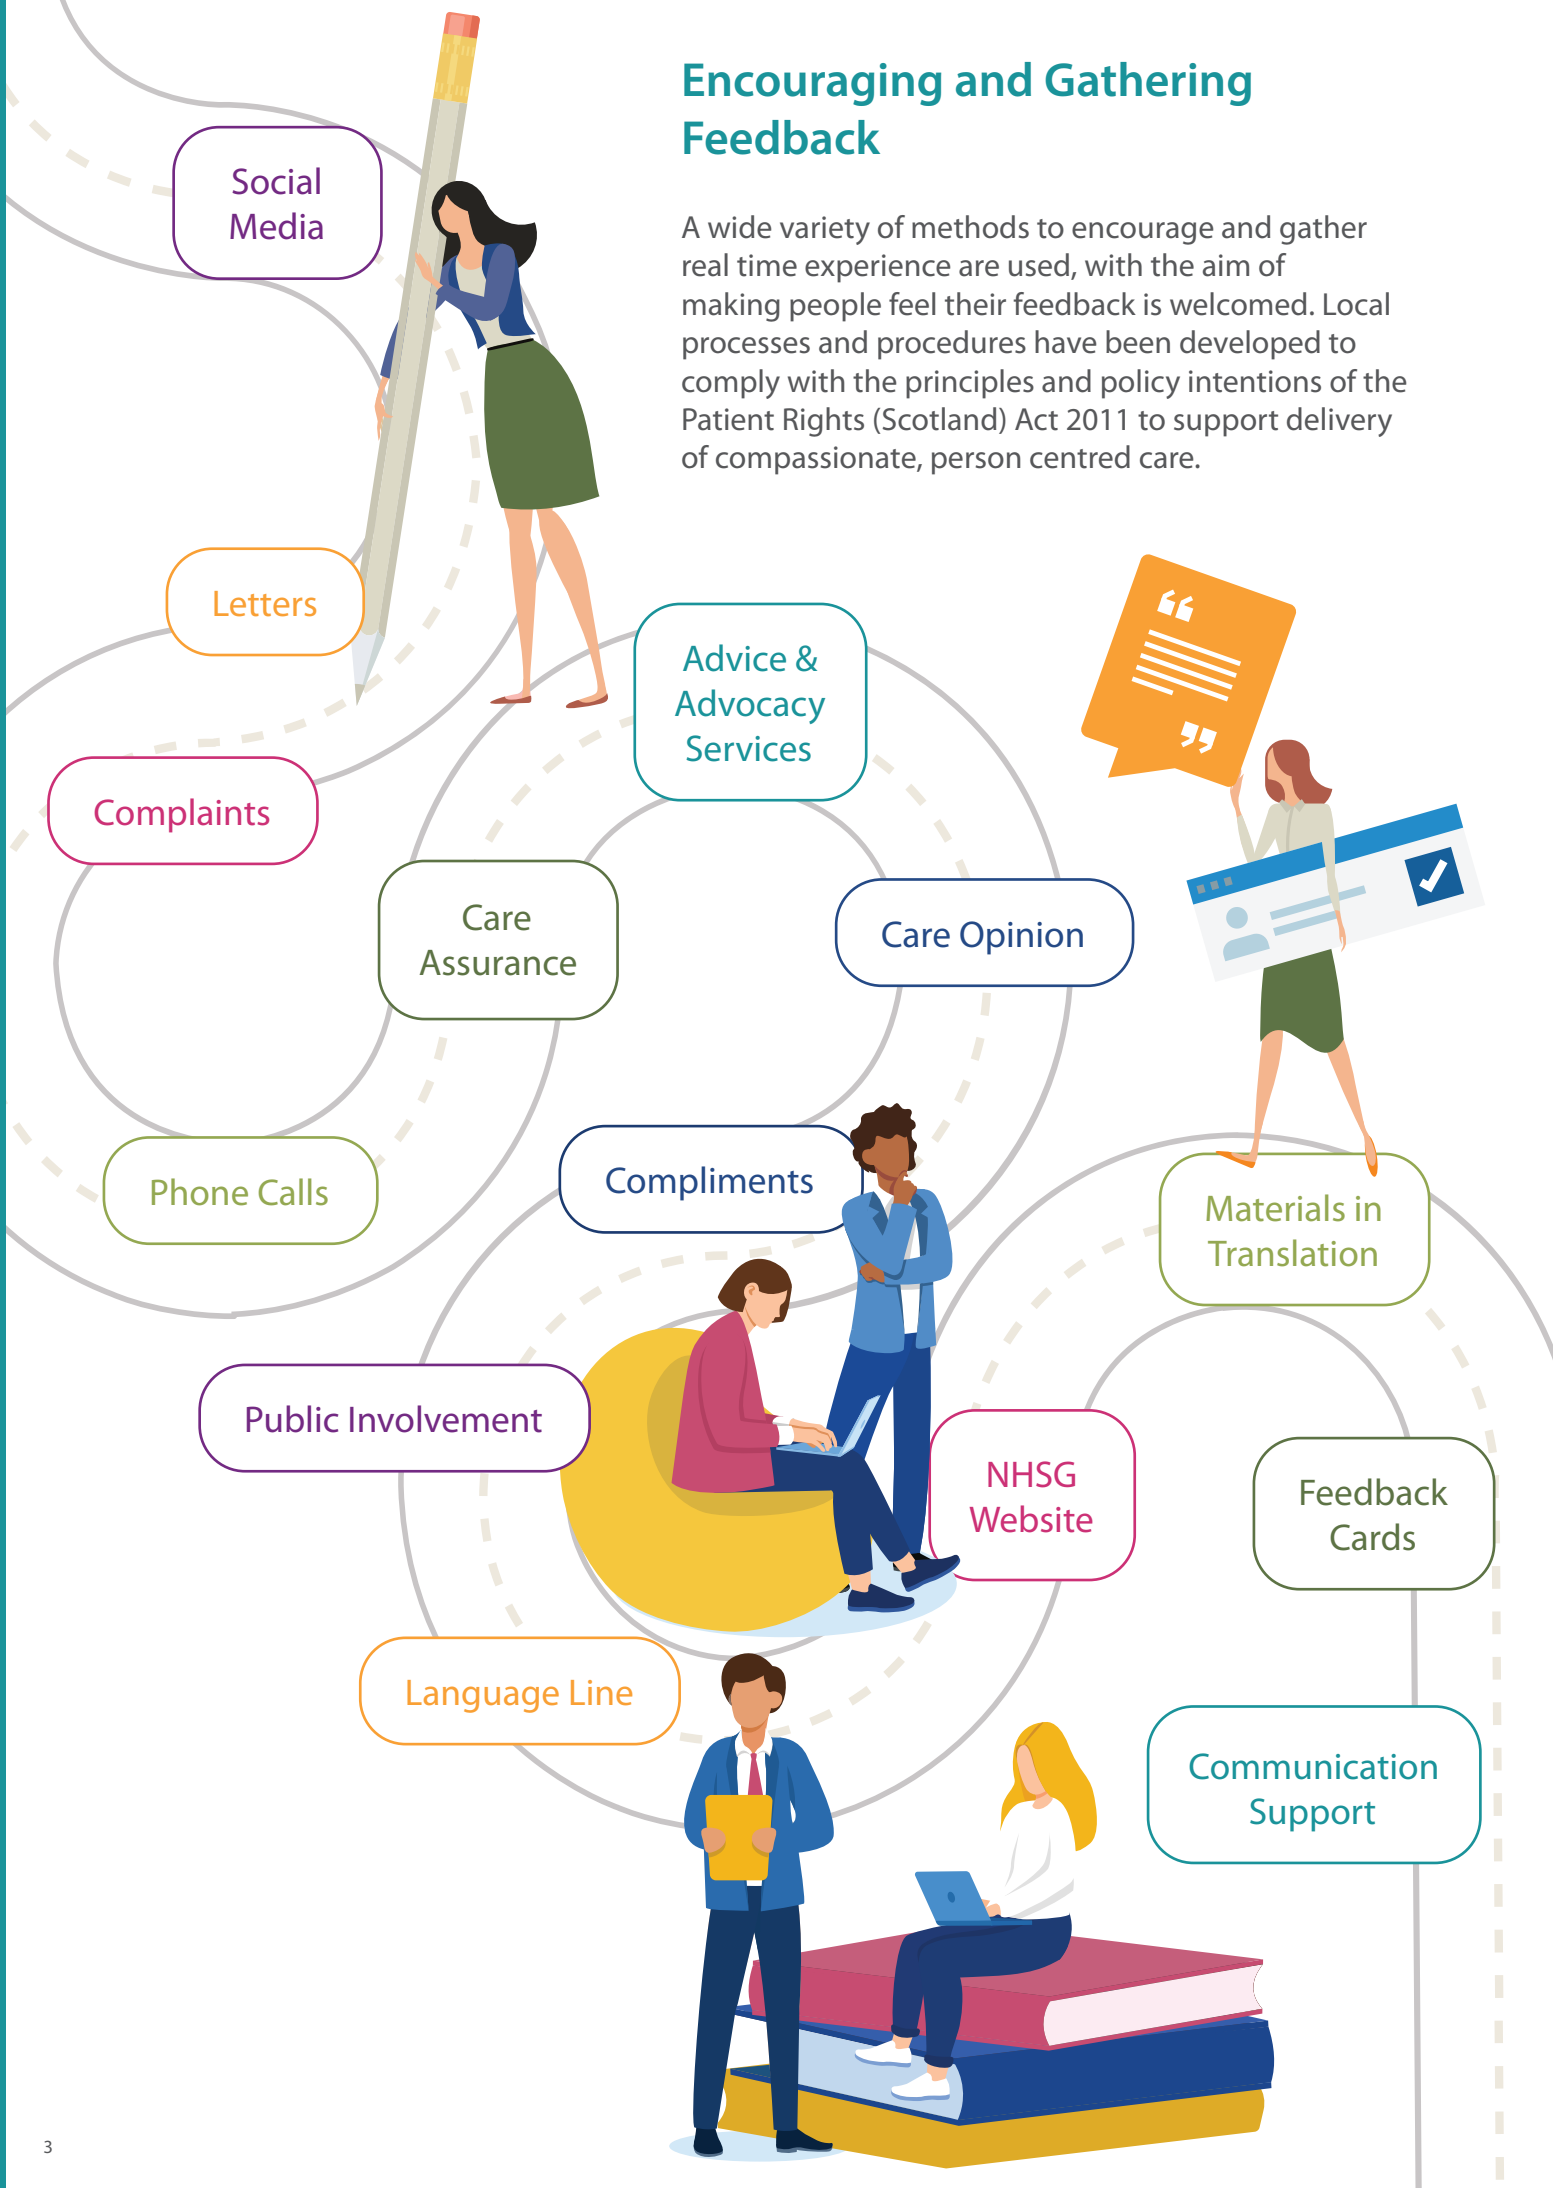 Encouraging and Gathering
Feedback
A wide variety of methods to encourage and gather
real time experience are used, with the aim of
making people feel their feedback is welcomed. Local
processes and procedures have been developed to
comply with the principles and policy intentions of the
Patient Rights (Scotland) Act 2011 to support delivery
of compassionate, person centred care.
Social
Media
Letters
Advice &
Advocacy
Services
Complaints
Care
Assurance
Care Opinion
Phone Calls
Compliments
Materials in
Translation
Public Involvement
NHSG
Website
Feedback
Cards
Language Line
Communication
Support
3